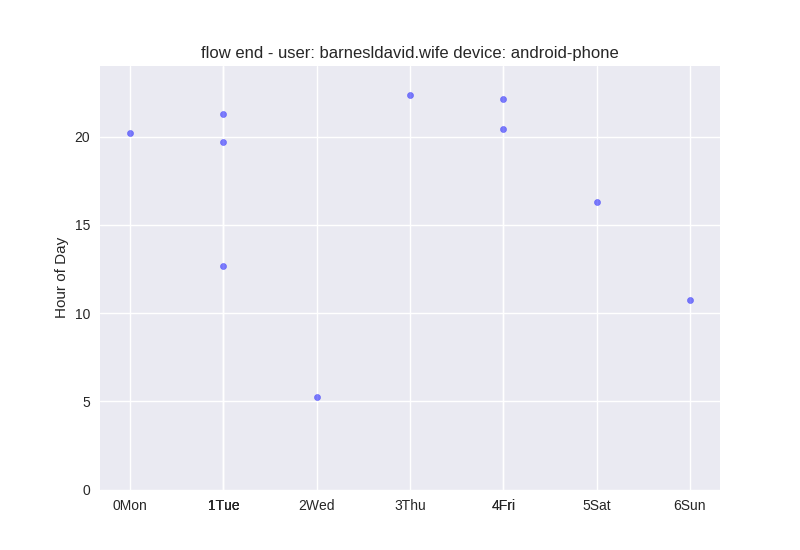 flow end - user: barnesldavid.wife device: android-phone
Hour of Day
20
15
10
5
0
0Mon 1Tue 2Wed 3Thu 4Fri 5Sat 6Sun